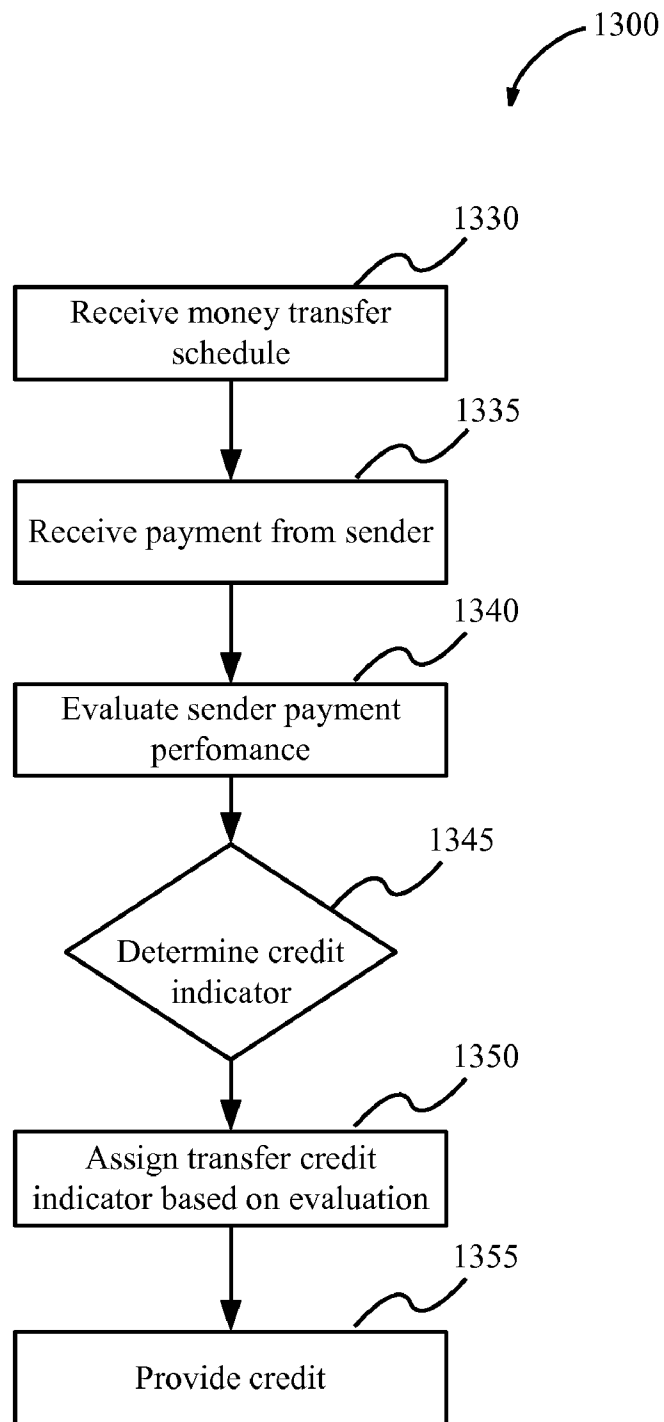 1300
1330
Receive money transfer
schedule
1335
Receive payment from sender
1340
Evaluate sender payment
perfomance
1345
Determine credit
indicator
1350
Assign transfer credit
indicator based on evaluation
1355
Provide credit